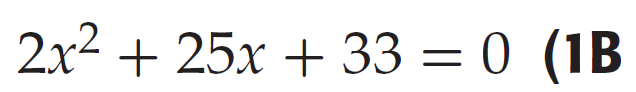 2x² + 25x + 33 = 0 (1B